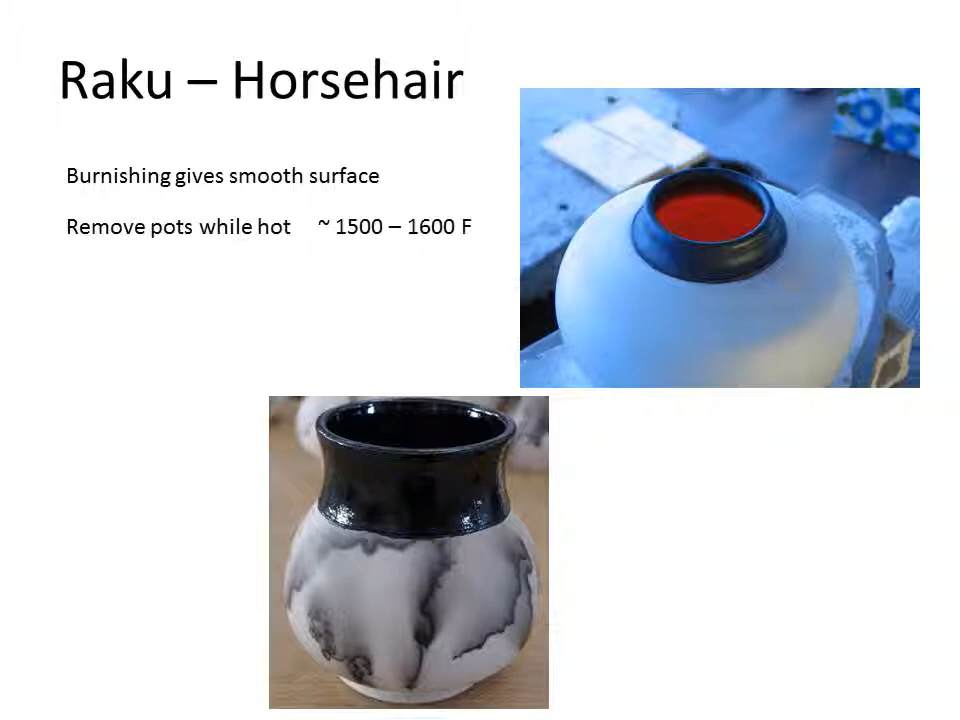 Raku – Horsehair
Burnishing gives smooth surface
Remove pots while hot ~ 1500 – 1600 F